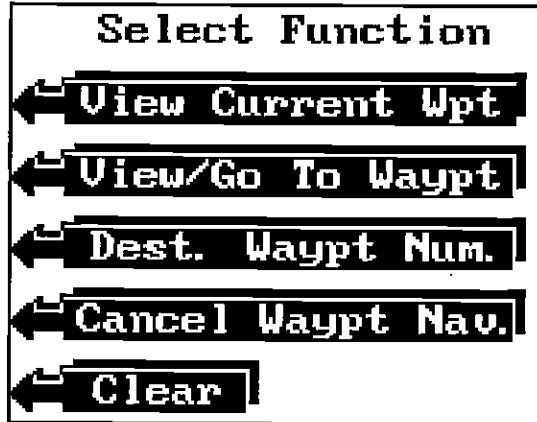 Select Function
View Current Wpt
View/Go To Waypt
Dest. Waypt Num.
Cancel Waypt Nav.
Clear